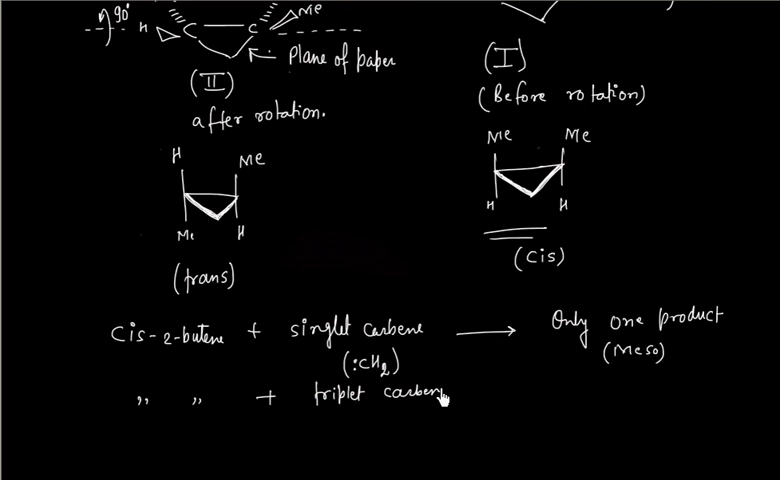 90°
H C C Me
Plane of paper
(II)
after rotation.
(I)
(Before rotation)
H Me
Me H
(trans)
Me Me
H H
(Cis)
Cis-2-butene + singlet carbene → Only one product
(:CH2) (Meso)
,, ,, + triplet carben